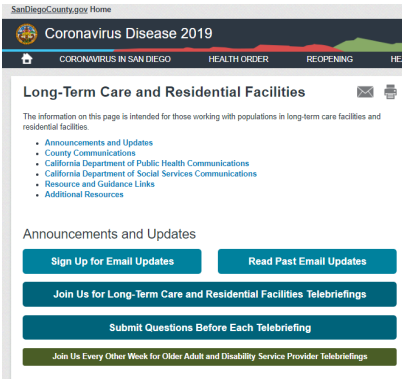 SanDiegoCounty.gov Home
Coronavirus Disease 2019
CORONAVIRUS IN SAN DIEGO HEALTH ORDER REOPENING
Long-Term Care and Residential Facilities
The information on this page is intended for those working with populations in long-term care facilities and
residential facilities.
Announcements and Updates
County Communications
California Department of Public Health Communications
California Department of Social Services Communications
Resource and Guidance Links
Additional Resources
Announcements and Updates
Sign Up for Email Updates Read Past Email Updates
Join Us for Long-Term Care and Residential Facilities Telebriefings
Submit Questions Before Each Telebriefing
Join Us Every Other Week for Older Adult and Disability Service Provider Telebriefings